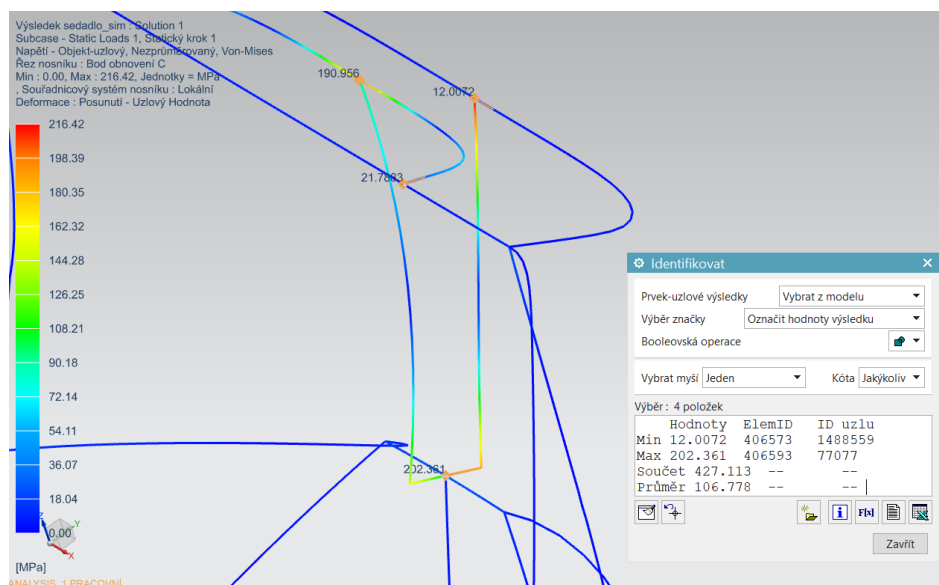 Výsledek sedadlo_sim : Solution 1
Subcase - Static Loads 1, Statický krok 1
Napětí - Objekt-uzlový, Nezprůměrovaný, Von-Mises
Řez nosníku : Bod obnovení C
Min : 0.00, Max : 216.42, Jednotky = MPa
, Souřadnicový systém nosníku : Lokální
Deformace : Posunutí - Uzlový Hodnota
190.956
12.0072
21.7883
202.361
216.42
198.39
180.35
162.32
144.28
126.25
108.21
90.18
72.14
54.11
36.07
18.04
0.00
[MPa]
Z
Y
X
ANALYSIS_1 PRACOVNÍ
Identifikovat
Prvek-uzlové výsledky Vybrat z modelu
Výběr značky Označit hodnoty výsledku
Booleovská operace
Vybrat myší Jeden Kóta Jakýkoliv
Výběr : 4 položek
Hodnoty ElemID ID uzlu
Min 12.0072 406573 1488559
Max 202.361 406593 77077
Součet 427.113 -- --
Průměr 106.778 -- --
F[x]
Zavřít